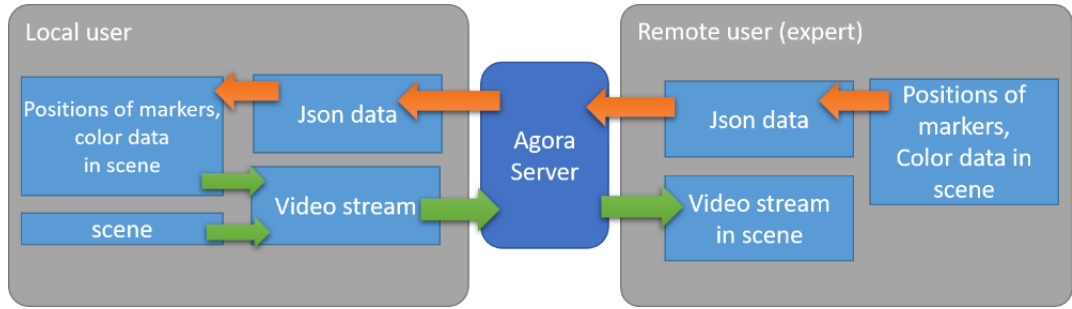 Local user
Positions of markers,
color data
in scene
Json data
scene
Video stream
Agora
Server
Remote user (expert)
Json data
Positions of
markers,
Color data in
scene
Video stream
in scene